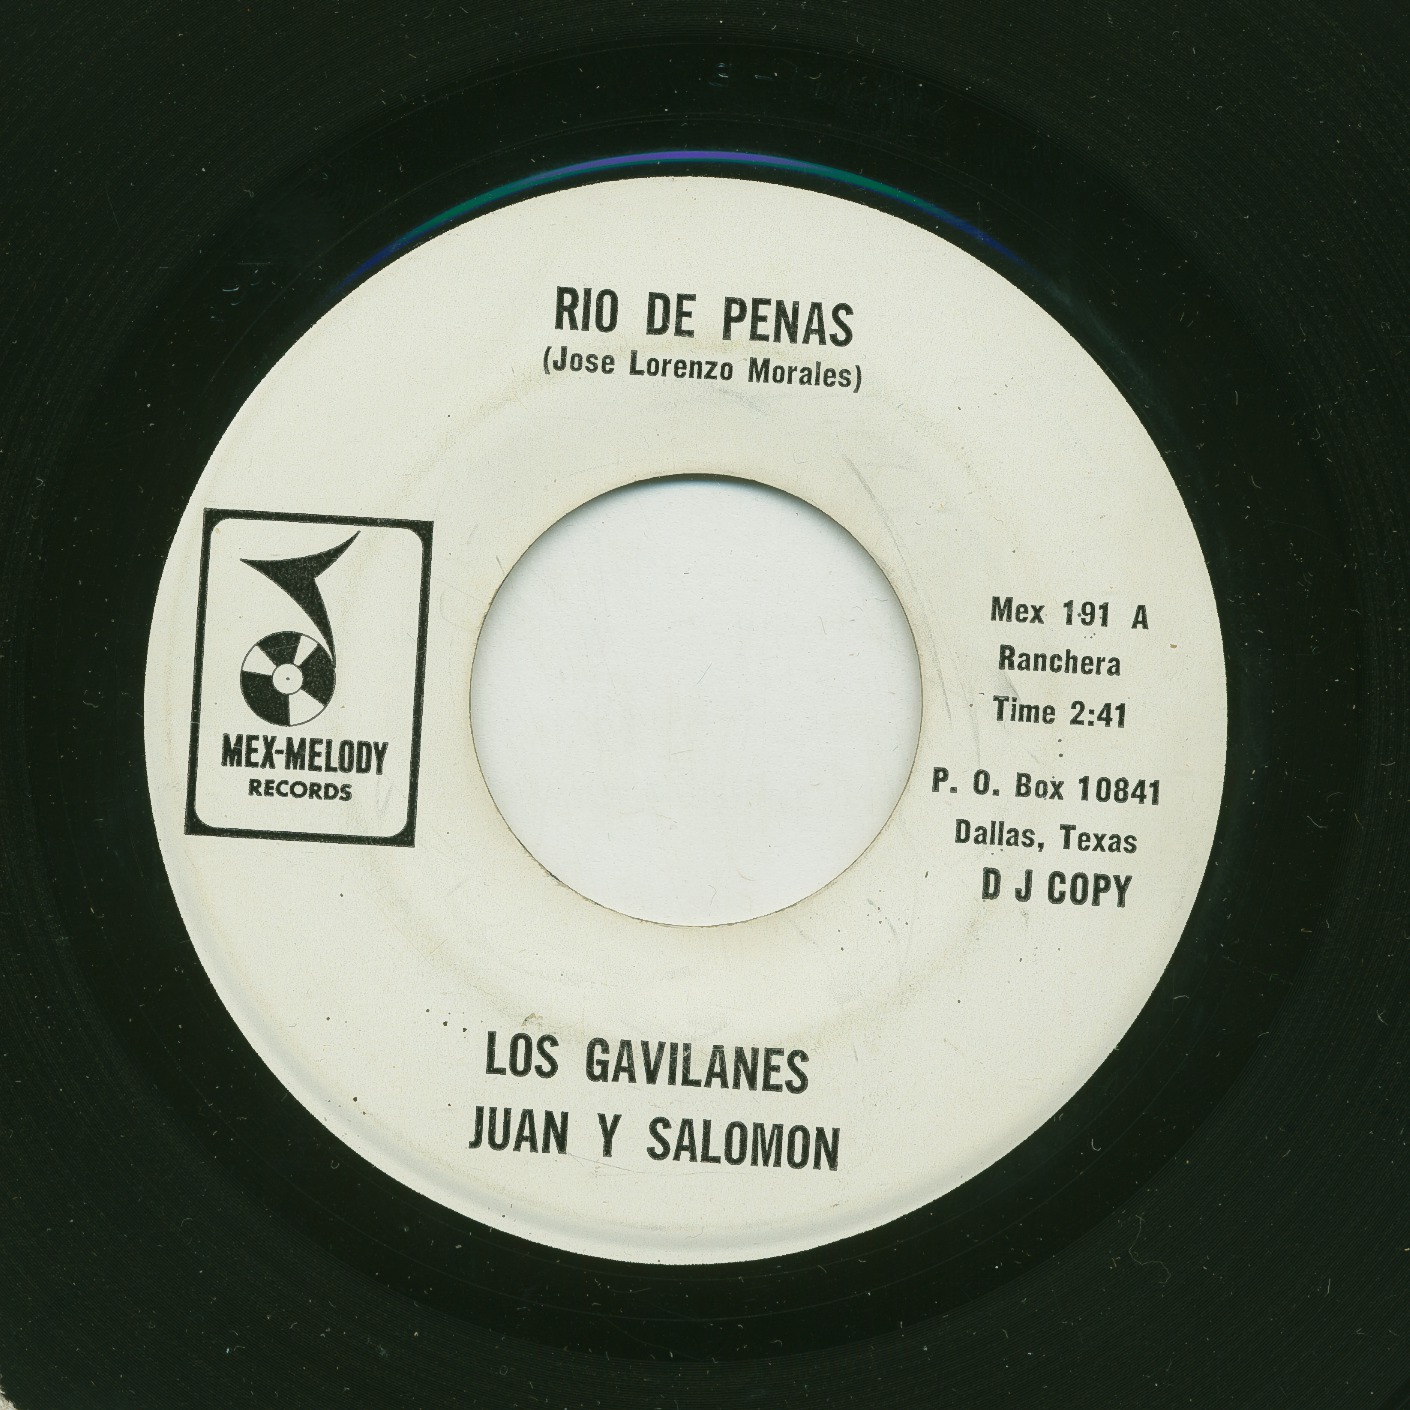 RIO DE PENAS
(Jose Lorenzo Morales)
MEX-MELODY
RECORDS
Mex 191 A
Ranchera
Time 2:41
P. O. Box 10841
Dallas, Texas
D J COPY
LOS GAVILANES
JUAN Y SALOMON